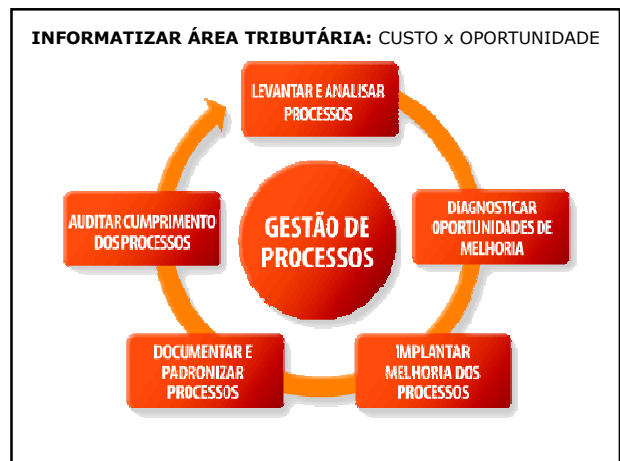 INFORMATIZAR ÁREA TRIBUTÁRIA: CUSTO x OPORTUNIDADE
LEVANTAR E ANALISAR
PROCESSOS
DIAGNOSTICAR
OPORTUNIDADES DE
MELHORIA
IMPLANTAR
MELHORIA DOS
PROCESSOS
DOCUMENTAR E
PADRONIZAR
PROCESSOS
AUDITAR CUMPRIMENTO
DOS PROCESSOS
GESTÃO DE
PROCESSOS